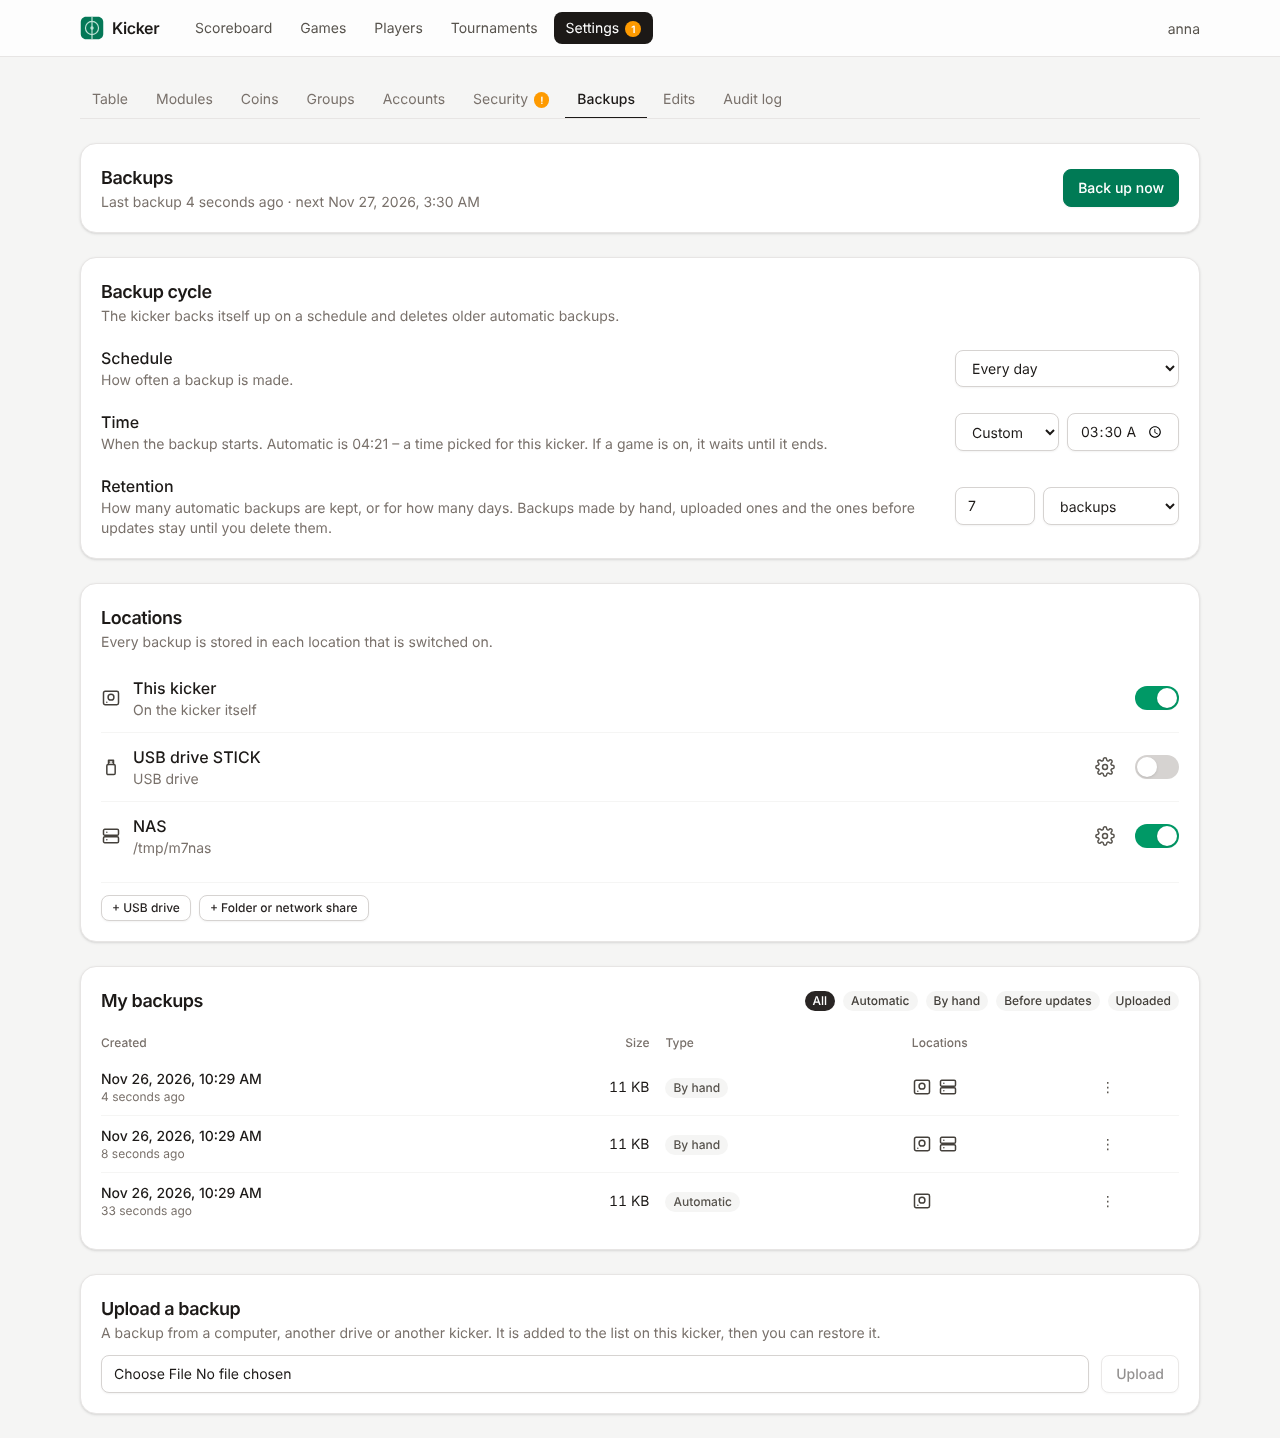 Kicker Scoreboard Games Players Tournaments Settings 1 anna
Table Modules Coins Groups Accounts Security ! Backups Edits Audit log
Backups
Last backup 4 seconds ago · next Nov 27, 2026, 3:30 AM
Back up now
Backup cycle
The kicker backs itself up on a schedule and deletes older automatic backups.
Schedule
How often a backup is made.
Every day
Time
When the backup starts. Automatic is 04:21 – a time picked for this kicker. If a game is on, it waits until it ends.
Custom 03:30 A
Retention
How many automatic backups are kept, or for how many days. Backups made by hand, uploaded ones and the ones before
updates stay until you delete them.
7 backups
Locations
Every backup is stored in each location that is switched on.
This kicker
On the kicker itself
USB drive STICK
USB drive
NAS
/tmp/m7nas
+ USB drive + Folder or network share
My backups All Automatic By hand Before updates Uploaded
Created Size Type Locations
Nov 26, 2026, 10:29 AM
4 seconds ago
11 KB By hand
Nov 26, 2026, 10:29 AM
8 seconds ago
11 KB By hand
Nov 26, 2026, 10:29 AM
33 seconds ago
11 KB Automatic
Upload a backup
A backup from a computer, another drive or another kicker. It is added to the list on this kicker, then you can restore it.
Choose File No file chosen Upload